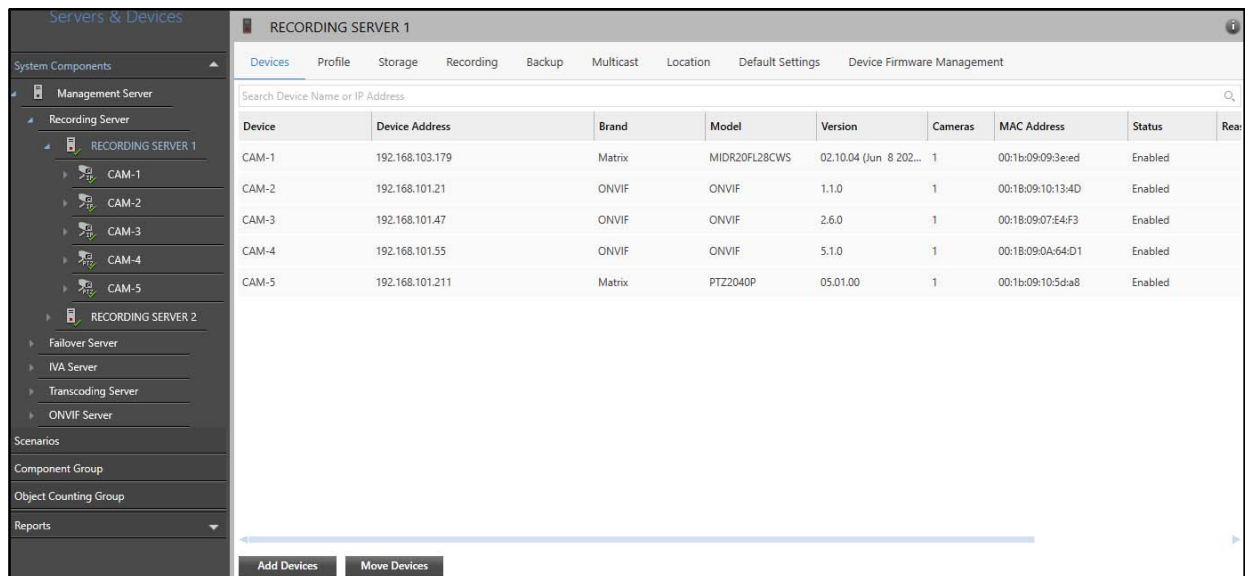 Servers & Devices
System Components
Management Server
Recording Server
RECORDING SERVER 1
CAM-1
CAM-2
CAM-3
CAM-4
CAM-5
RECORDING SERVER 2
Failover Server
IVA Server
Transcoding Server
ONVIF Server
Scenarios
Component Group
Object Counting Group
Reports
RECORDING SERVER 1
Devices Profile Storage Recording Backup Multicast Location Default Settings Device Firmware Management
Search Device Name or IP Address
Device Device Address Brand Model Version Cameras MAC Address Status Reas
CAM-1 192.168.103.179 Matrix MIDR20FL28CWS 02.10.04 (Jun 8 202... 1 00:1b:09:09:3e:ed Enabled
CAM-2 192.168.101.21 ONVIF ONVIF 1.1.0 1 00:1B:09:10:13:4D Enabled
CAM-3 192.168.101.47 ONVIF ONVIF 2.6.0 1 00:1B:09:07:E4:F3 Enabled
CAM-4 192.168.101.55 ONVIF ONVIF 5.1.0 1 00:1B:09:0A:64:D1 Enabled
CAM-5 192.168.101.211 Matrix PTZ2040P 05.01.00 1 00:1b:09:10:5d:a8 Enabled
Add Devices Move Devices